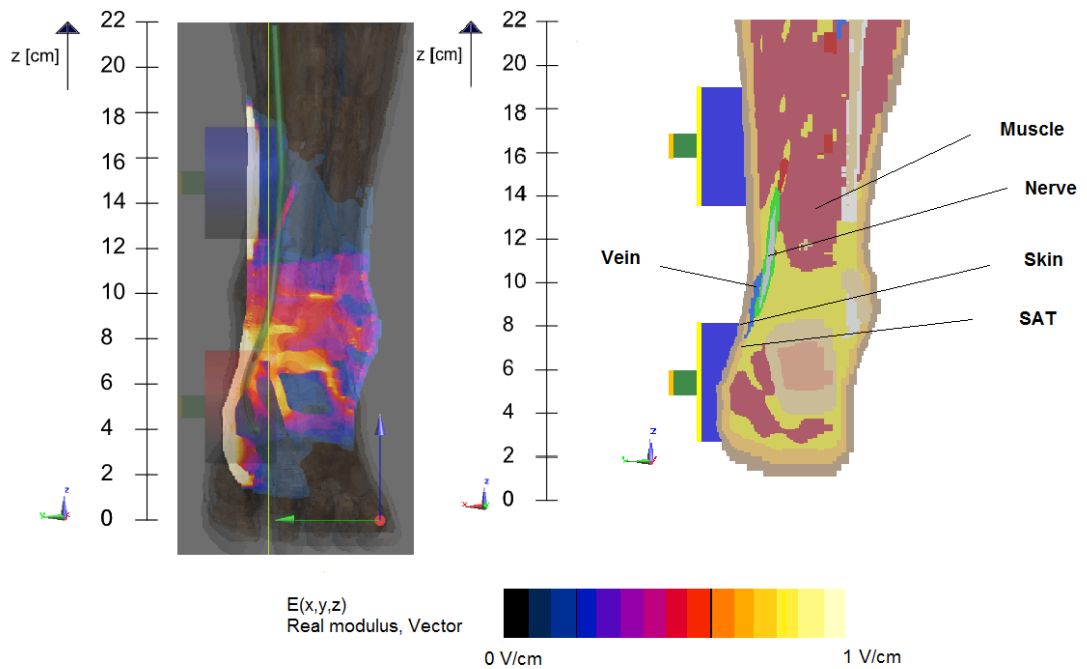 z [cm]
22
20
18
16
14
12
10
8
6
4
2
0
z [cm]
22
20
18
16
14
12
10
8
6
4
2
0
Muscle
Nerve
Vein
Skin
SAT
z
y
x
z
x
y
z
y
x
E(x,y,z)
Real modulus, Vector
0 V/cm
1 V/cm